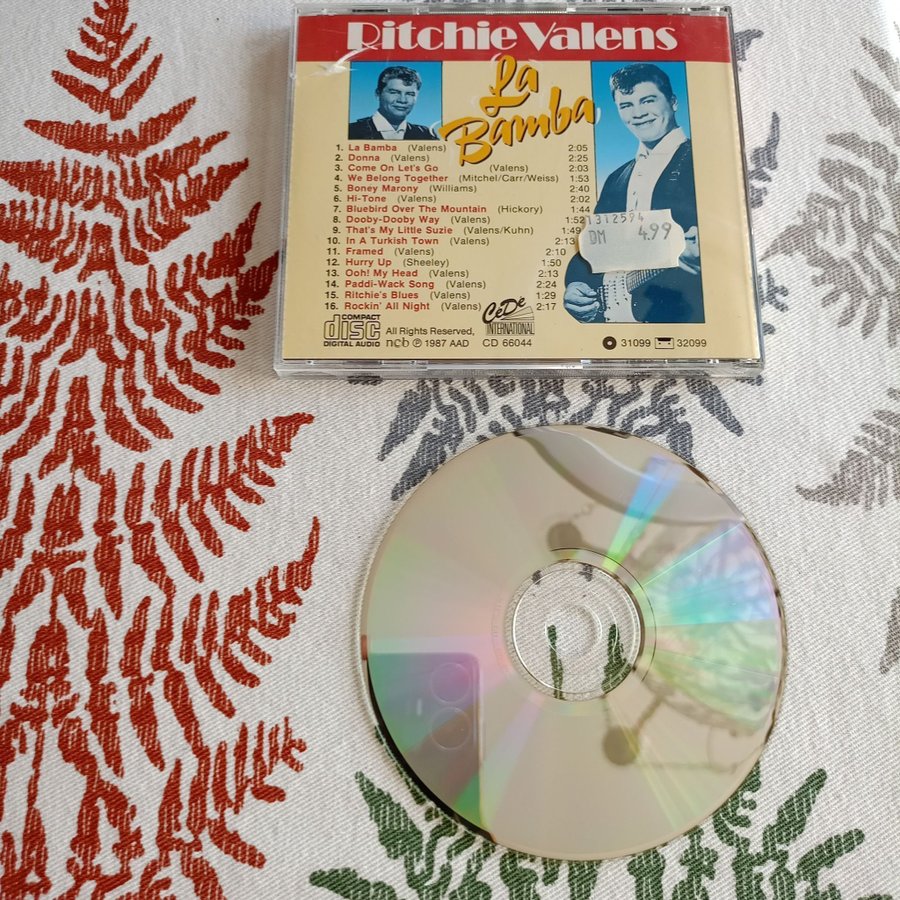 Ritchie Valens
La
Bamba
1. La Bamba (Valens) 2:05
2. Donna (Valens) 2:25
3. Come On Let's Go (Valens) 2:03
4. We Belong Together (Mitchel/Carr/Weiss) 1:53
5. Boney Marony (Williams) 2:40
6. Hi-Tone (Valens) 2:02
7. Bluebird Over The Mountain (Hickory) 1:44
8. Dooby-Dooby Way (Valens) 1:52
9. That's My Little Suzie (Valens/Kuhn) 1:49
10. In A Turkish Town (Valens) 2:13
11. Framed (Valens) 2:10
12. Hurry Up (Sheeley) 1:50
13. Ooh! My Head (Valens) 2:13
14. Paddi-Wack Song (Valens) 2:24
15. Ritchie's Blues (Valens) 1:29
16. Rockin' All Night (Valens) 2:17
1312594
DM 4.99
COMPACT
disc
DIGITAL AUDIO
All Rights Reserved,
ncb ℗ 1987 AAD
CeDe
INTERNATIONAL
CD 66044
31099 32099